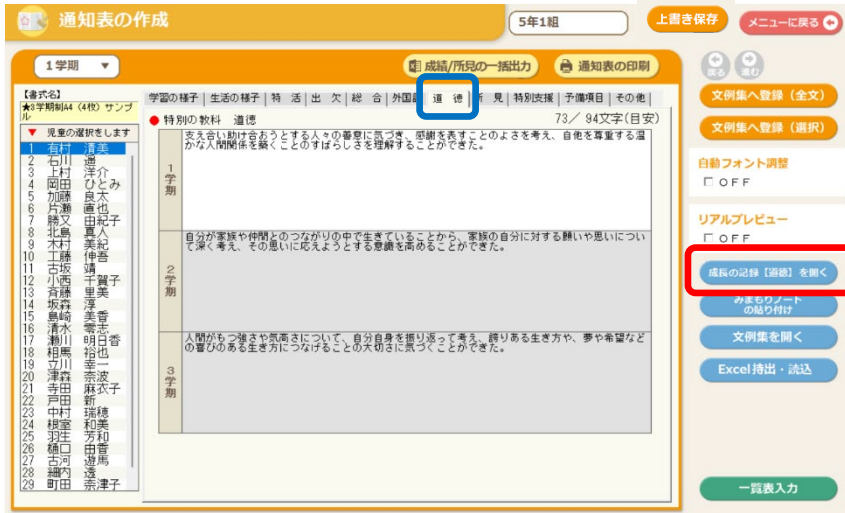 通知表の作成
5年1組
上書き保存
メニューに戻る
1学期 ▼
成績/所見の一括出力
通知表の印刷
戻る
進む
【書式名】
★3学期制A4（4枚）サンプ
ル
▼ 児童の選択をします
1 有村 清美
2 石川 遥
3 上村 洋介
4 岡田 ひとみ
5 加藤 良太
6 片瀬 直也
7 勝又 由紀子
8 北島 真人
9 木村 美紀
10 工藤 伸吾
11 古坂 靖
12 小西 千賀子
13 斉藤 里美
14 坂森 淳
15 島崎 美香
16 清水 零志
17 瀬川 明日香
18 相馬 裕也
19 立川 幸一
20 津森 奈波
21 寺田 麻衣子
22 戸田 新
23 中村 瑞穂
24 根室 和美
25 羽生 芳和
26 樋口 由香
27 古河 遊馬
28 細内 透
29 町田 奈津子
学習の様子 | 生活の様子 | 特 活 | 出 欠 | 総 合 | 外国語 | 道 徳 | 所 見 | 特別支援 | 予備項目 | その他 |
● 特別の教科 道徳
73／ 94文字(目安)
1学期
支え合い助け合おうとする人々の善意に気づき、感謝を表すことのよさを考え、自他を尊重する温
かな人間関係を築くことのすばらしさを理解することができた。
2学期
自分が家族や仲間とのつながりの中で生きていることから、家族の自分に対する願いや思いについ
て深く考え、その思いに応えようとする意識を高めることができた。
3学期
人間がもつ強さや気高さについて、自分自身を振り返って考え、誇りある生き方や、夢や希望など
の喜びのある生き方につなげることの大切さに気づくことができた。
文例集へ登録（全文）
文例集へ登録（選択）
自動フォント調整
OFF
リアルプレビュー
OFF
成長の記録【道徳】を開く
みまもりノート
の貼り付け
文例集を開く
Excel持出・読込
一覧表入力